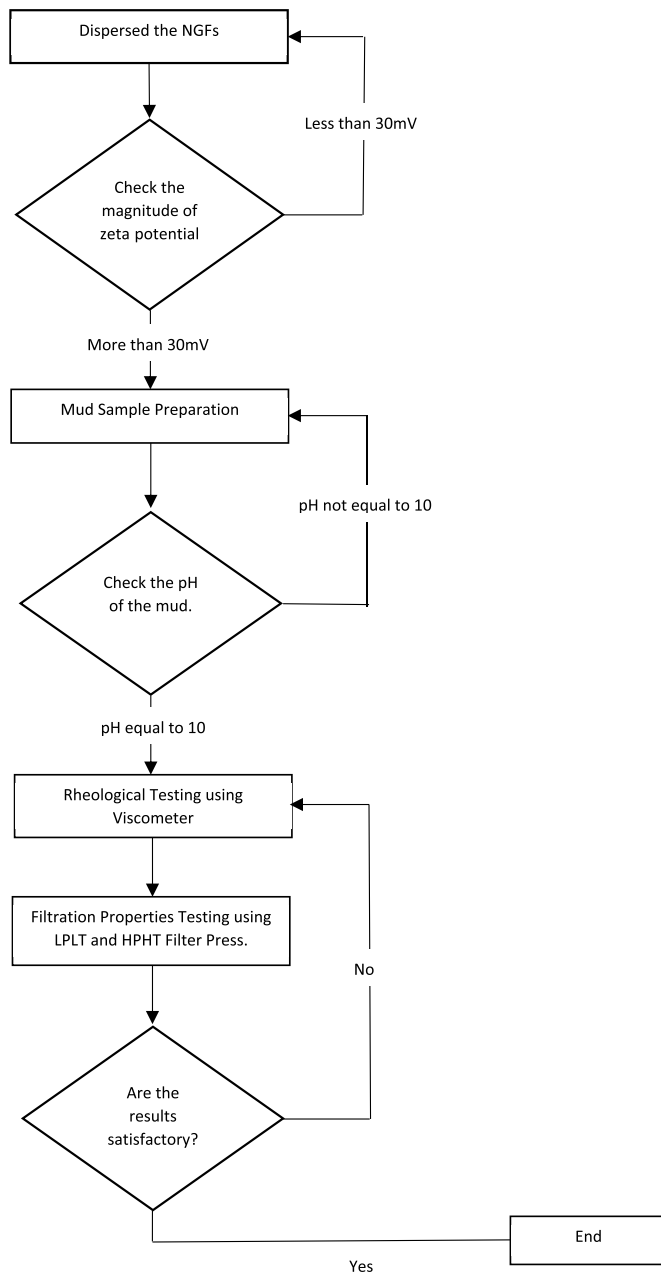 Dispersed the NGFs
Less than 30mV
Check the
magnitude of
zeta potential
More than 30mV
Mud Sample Preparation
pH not equal to 10
Check the pH
of the mud.
pH equal to 10
Rheological Testing using
Viscometer
Filtration Properties Testing using
LPLT and HPHT Filter Press.
No
Are the
results
satisfactory?
End
Yes